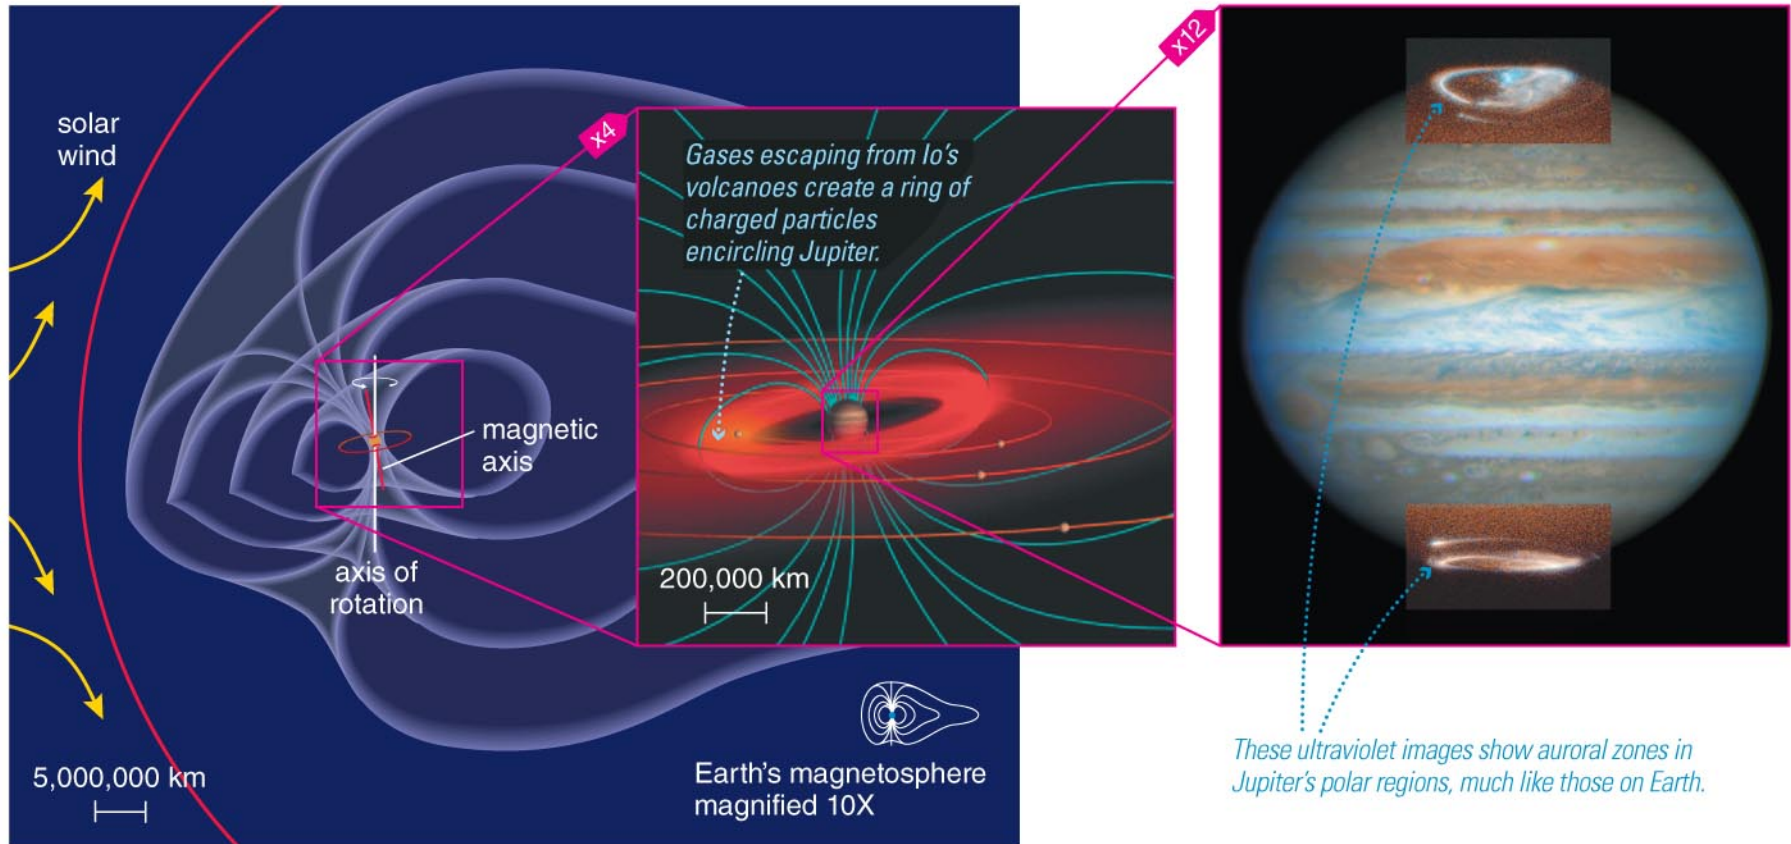 solar
wind
magnetic
axis
axis of
rotation
5,000,000 km
Earth's magnetosphere
magnified 10X
x4
Gases escaping from Io's
volcanoes create a ring of
charged particles
encircling Jupiter.
200,000 km
x12
These ultraviolet images show auroral zones in
Jupiter's polar regions, much like those on Earth.